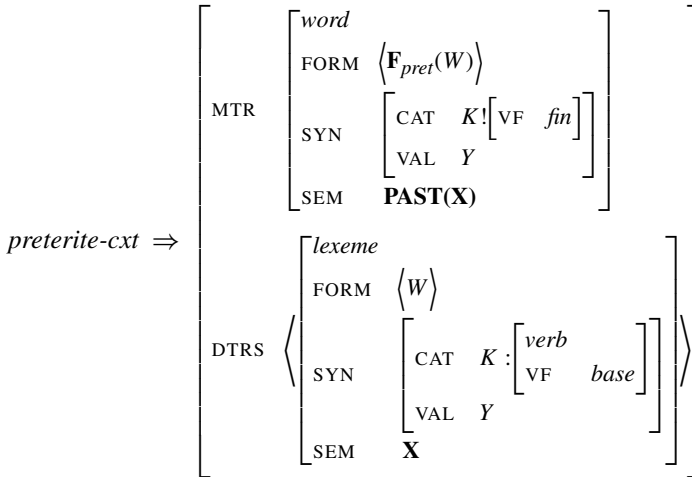 word
FORM ⟨F_pret(W)⟩
MTR
SYN [CAT K![VF fin]
VAL Y]
SEM PAST(X)
preterite-cxt ⇒
lexeme
FORM ⟨W⟩
DTRS
SYN [CAT K:[verb
VF base]
VAL Y]
SEM X